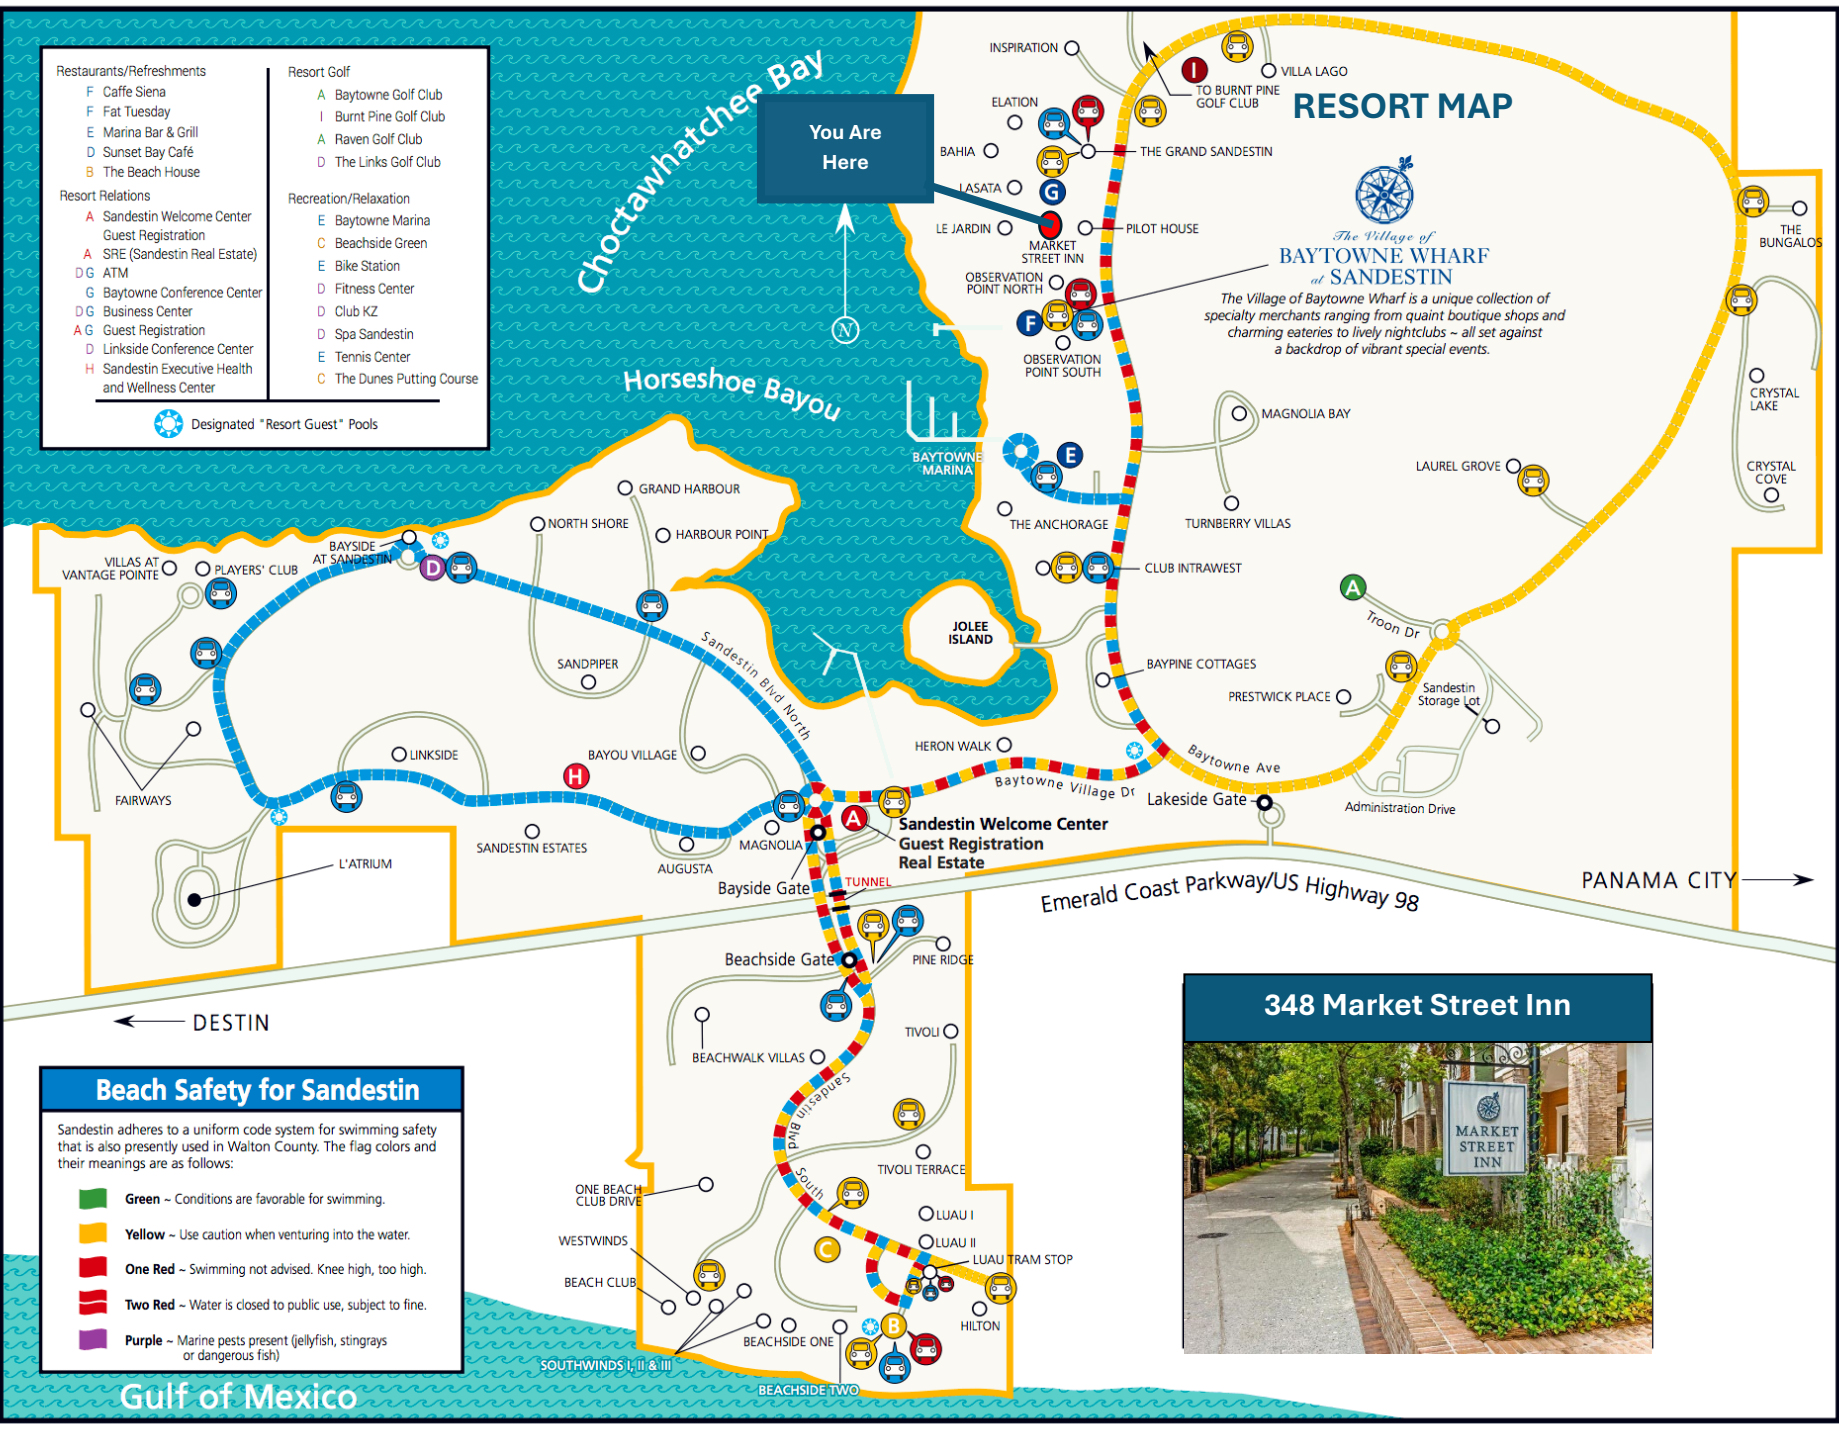 Restaurants/Refreshments
F Caffe Siena
F Fat Tuesday
E Marina Bar & Grill
D Sunset Bay Café
B The Beach House
Resort Relations
A Sandestin Welcome Center
Guest Registration
A SRE (Sandestin Real Estate)
D G ATM
G Baytowne Conference Center
D G Business Center
A G Guest Registration
D Linkside Conference Center
H Sandestin Executive Health
and Wellness Center
Resort Golf
A Baytowne Golf Club
I Burnt Pine Golf Club
A Raven Golf Club
D The Links Golf Club
Recreation/Relaxation
E Baytowne Marina
C Beachside Green
E Bike Station
D Fitness Center
D Club KZ
D Spa Sandestin
E Tennis Center
C The Dunes Putting Course
Designated "Resort Guest" Pools
Choctawhatchee Bay
You Are
Here
N
Horseshoe Bayou
RESORT MAP
INSPIRATION
I
VILLA LAGO
TO BURNT PINE
GOLF CLUB
ELATION
BAHIA
THE GRAND SANDESTIN
LASATA
G
LE JARDIN
PILOT HOUSE
MARKET
STREET INN
OBSERVATION
POINT NORTH
F
OBSERVATION
POINT SOUTH
The Village of
BAYTOWNE WHARF
at SANDESTIN
The Village of Baytowne Wharf is a unique collection of
specialty merchants ranging from quaint boutique shops and
charming eateries to lively nightclubs ~ all set against
a backdrop of vibrant special events.
THE
BUNGALOS
CRYSTAL
LAKE
CRYSTAL
COVE
MAGNOLIA BAY
LAUREL GROVE
TURNBERRY VILLAS
BAYTOWNE
MARINA
E
THE ANCHORAGE
CLUB INTRAWEST
A
Troon Dr
JOLEE
ISLAND
BAYPINE COTTAGES
PRESTWICK PLACE
Sandestin
Storage Lot
HERON WALK
Baytowne Ave
Baytowne Village Dr
Lakeside Gate
Administration Drive
GRAND HARBOUR
NORTH SHORE
HARBOUR POINT
BAYSIDE
AT SANDESTIN
D
VILLAS AT
VANTAGE POINTE
PLAYERS' CLUB
Sandestin Blvd North
SANDPIPER
LINKSIDE
BAYOU VILLAGE
H
FAIRWAYS
SANDESTIN ESTATES
AUGUSTA
MAGNOLIA
A
Sandestin Welcome Center
Guest Registration
Real Estate
L'ATRIUM
Bayside Gate
TUNNEL
Emerald Coast Parkway/US Highway 98
PANAMA CITY
DESTIN
Beachside Gate
PINE RIDGE
TIVOLI
BEACHWALK VILLAS
Sandestin Blvd South
TIVOLI TERRACE
ONE BEACH
CLUB DRIVE
LUAU I
LUAU II
WESTWINDS
C
LUAU TRAM STOP
BEACH CLUB
B
HILTON
BEACHSIDE ONE
SOUTHWINDS I, II & III
BEACHSIDE TWO
348 Market Street Inn
MARKET
STREET
INN
Beach Safety for Sandestin
Sandestin adheres to a uniform code system for swimming safety
that is also presently used in Walton County. The flag colors and
their meanings are as follows:
Green ~ Conditions are favorable for swimming.
Yellow ~ Use caution when venturing into the water.
One Red ~ Swimming not advised. Knee high, too high.
Two Red ~ Water is closed to public use, subject to fine.
Purple ~ Marine pests present (jellyfish, stingrays
or dangerous fish)
Gulf of Mexico